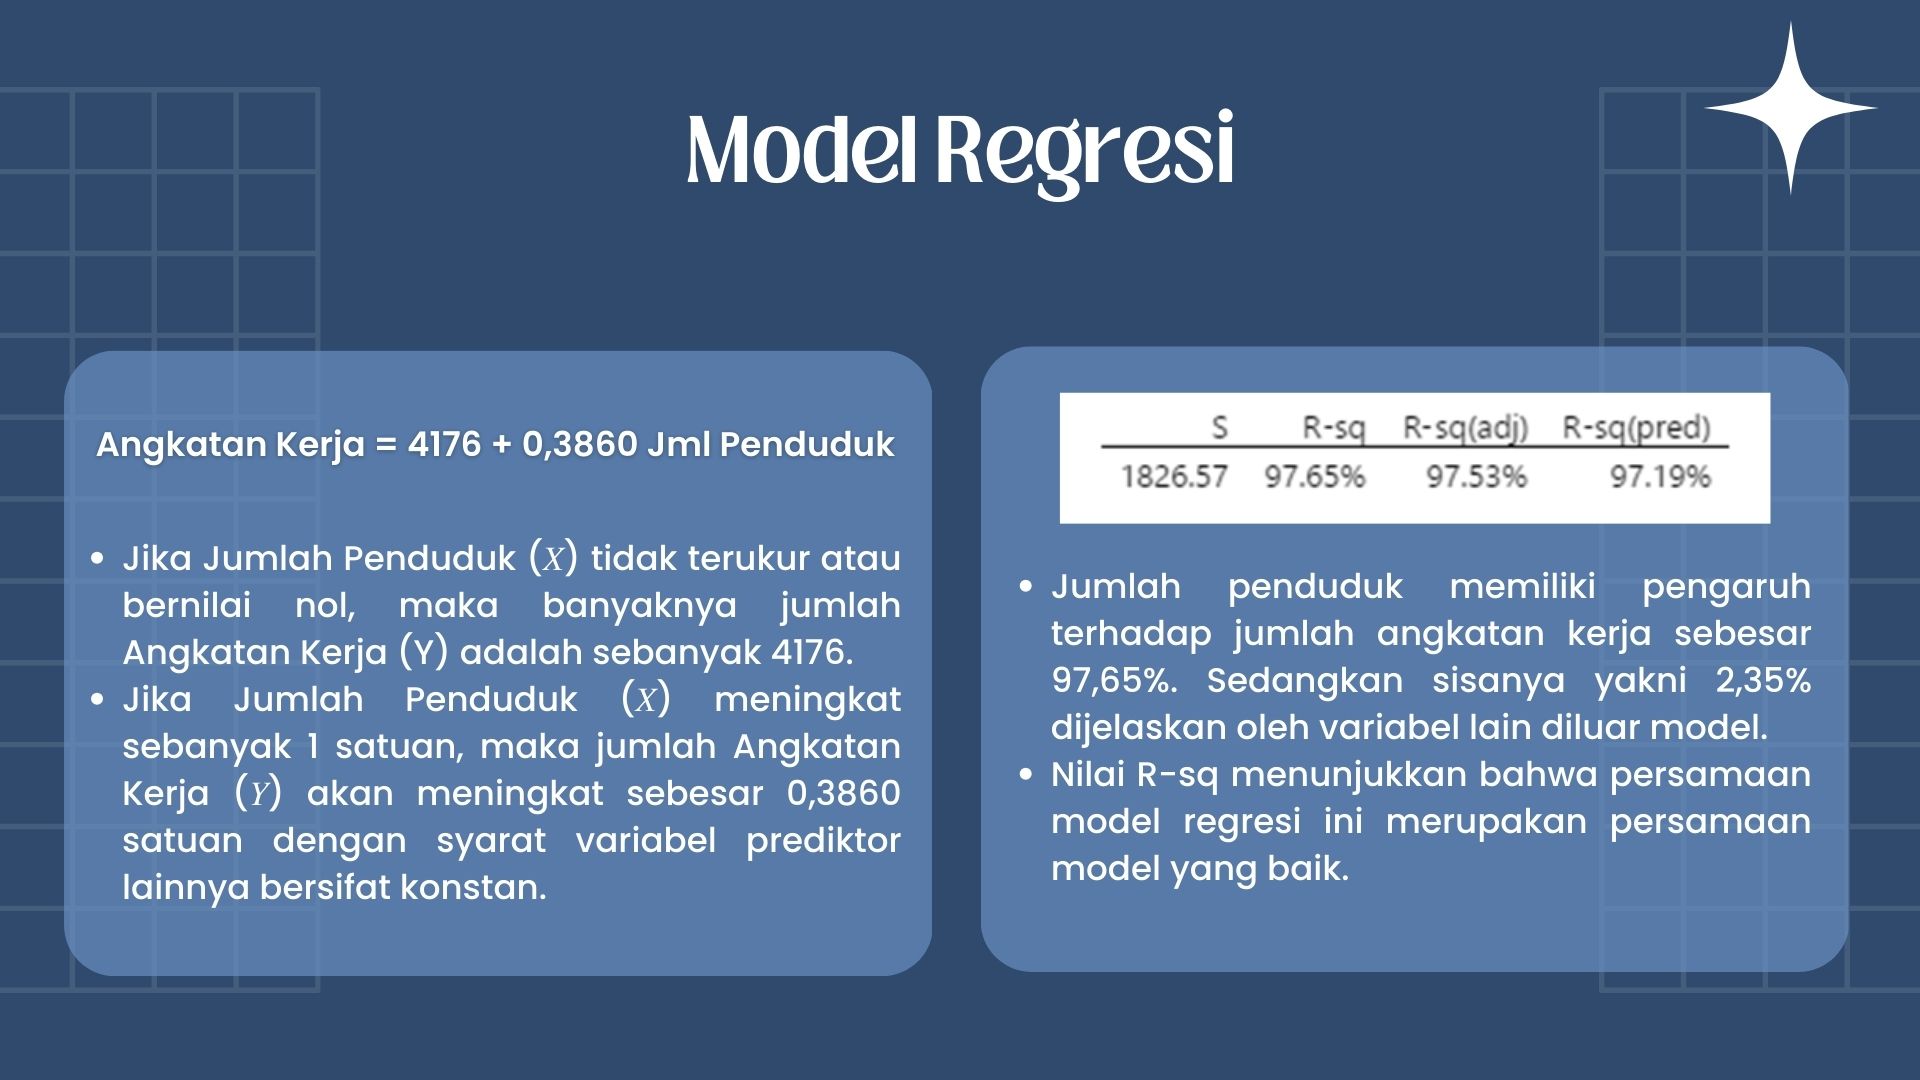 Model Regresi
Angkatan Kerja = 4176 + 0,3860 Jml Penduduk
• Jika Jumlah Penduduk (X) tidak terukur atau
bernilai nol, maka banyaknya jumlah
Angkatan Kerja (Y) adalah sebanyak 4176.
• Jika Jumlah Penduduk (X) meningkat
sebanyak 1 satuan, maka jumlah Angkatan
Kerja (Y) akan meningkat sebesar 0,3860
satuan dengan syarat variabel prediktor
lainnya bersifat konstan.
S R-sq R-sq(adj) R-sq(pred)
1826.57 97.65% 97.53% 97.19%
• Jumlah penduduk memiliki pengaruh
terhadap jumlah angkatan kerja sebesar
97,65%. Sedangkan sisanya yakni 2,35%
dijelaskan oleh variabel lain diluar model.
• Nilai R-sq menunjukkan bahwa persamaan
model regresi ini merupakan persamaan
model yang baik.